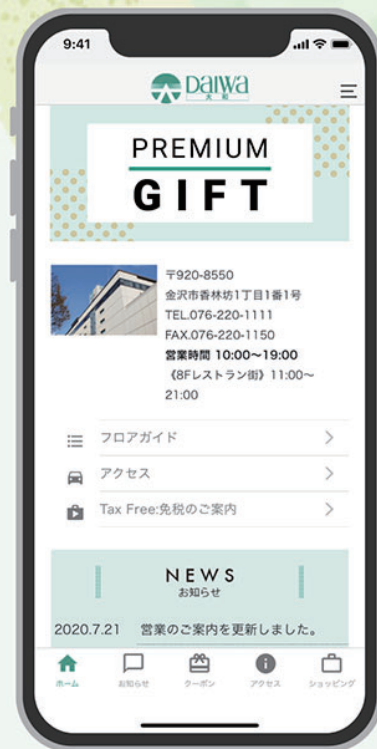 9:41
Daiwa
大和
PREMIUM
GIFT
〒920-8550
金沢市香林坊1丁目1番1号
TEL.076-220-1111
FAX.076-220-1150
営業時間 10:00〜19:00
《8Fレストラン街》11:00〜
21:00
フロアガイド
アクセス
Tax Free:免税のご案内
NEWS
お知らせ
2020.7.21 営業のご案内を更新しました。
ホーム お知らせ クーポン アクセス ショッピング